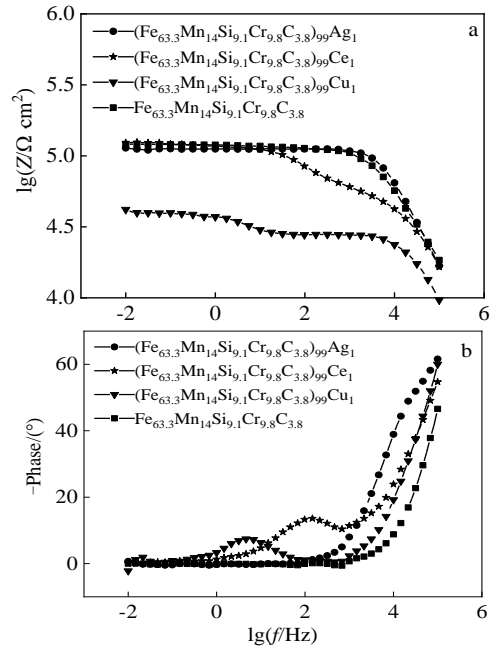 6.0
a
(Fe63.3Mn14Si9.1Cr9.8C3.8)99Ag1
(Fe63.3Mn14Si9.1Cr9.8C3.8)99Ce1
5.5
(Fe63.3Mn14Si9.1Cr9.8C3.8)99Cu1
Fe63.3Mn14Si9.1Cr9.8C3.8
lg(Z/Ω cm2)
5.0
4.5
4.0
-2 0 2 4 6
b
(Fe63.3Mn14Si9.1Cr9.8C3.8)99Ag1
60
(Fe63.3Mn14Si9.1Cr9.8C3.8)99Ce1
(Fe63.3Mn14Si9.1Cr9.8C3.8)99Cu1
Fe63.3Mn14Si9.1Cr9.8C3.8
40
−Phase/(°)
20
0
-2 0 2 4 6
lg(f/Hz)